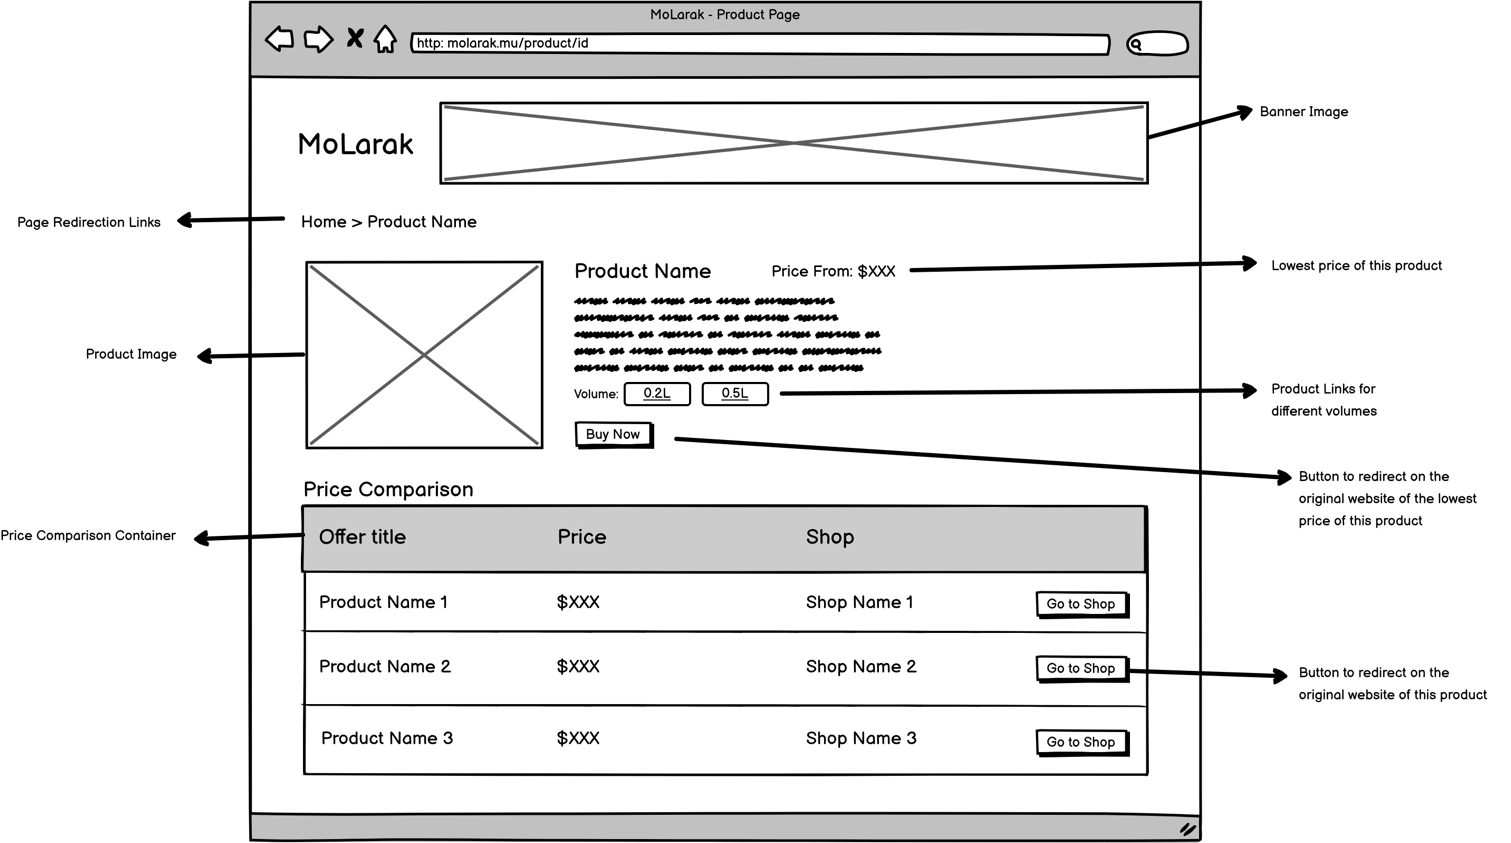 MoLarak - Product Page
http: molarak.mu/product/id
MoLarak
Banner Image
Page Redirection Links
Home > Product Name
Product Name
Price From: $XXX
Lowest price of this product
Product Image
Volume:
0.2L
0.5L
Product Links for
different volumes
Buy Now
Button to redirect on the
original website of the lowest
price of this product
Price Comparison
Price Comparison Container
Offer title
Price
Shop
Product Name 1
$XXX
Shop Name 1
Go to Shop
Product Name 2
$XXX
Shop Name 2
Go to Shop
Button to redirect on the
original website of this product
Product Name 3
$XXX
Shop Name 3
Go to Shop